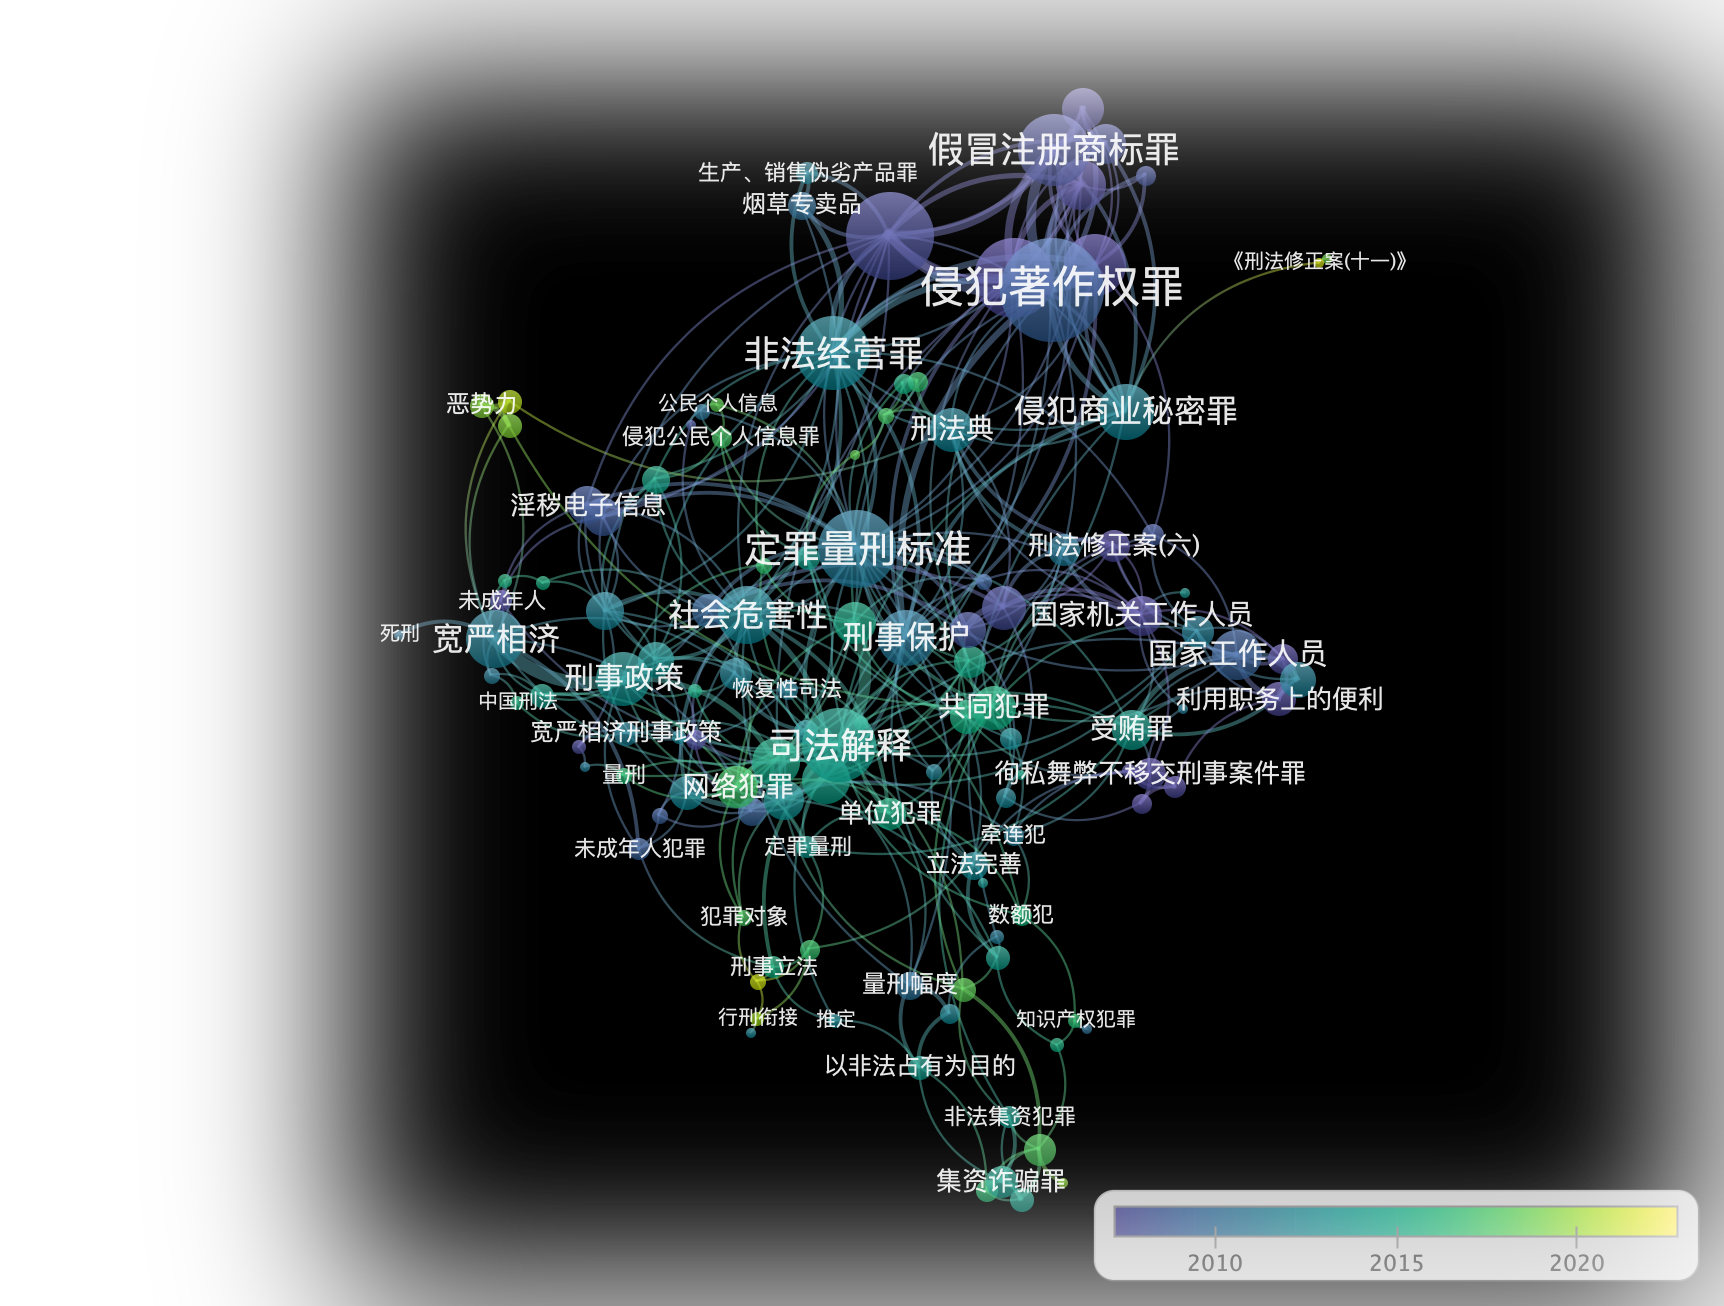 假冒注册商标罪
生产、销售伪劣产品罪
烟草专卖品
《刑法修正案(十一)》
侵犯著作权罪
非法经营罪
恶势力
公民个人信息
侵犯商业秘密罪
刑法典
侵犯公民个人信息罪
淫秽电子信息
定罪量刑标准
刑法修正案(六)
未成年人
社会危害性
国家机关工作人员
死刑
宽严相济
刑事保护
国家工作人员
刑事政策
恢复性司法
中国刑法
利用职务上的便利
共同犯罪
宽严相济刑事政策
受贿罪
司法解释
量刑
徇私舞弊不移交刑事案件罪
网络犯罪
单位犯罪
牵连犯
未成年人犯罪
定罪量刑
立法完善
犯罪对象
数额犯
刑事立法
量刑幅度
行刑衔接
推定
知识产权犯罪
以非法占有为目的
非法集资犯罪
集资诈骗罪
2010
2015
2020